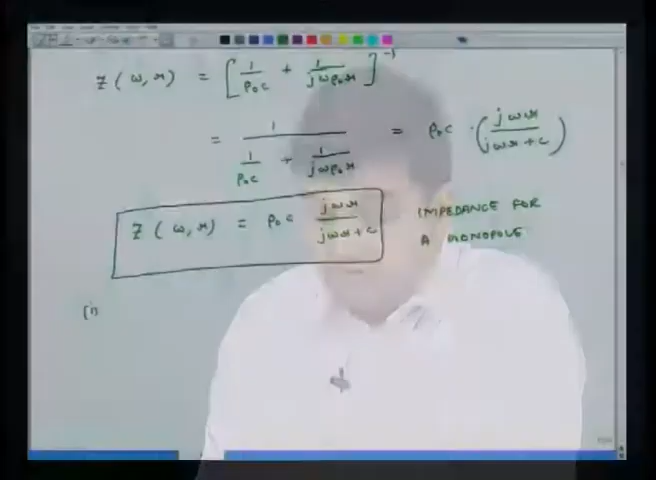 Z(ω, r) = [ 1/ρ₀c + 1/jωρ₀r ]⁻¹
= 1 / ( 1/ρ₀c + 1/jωρ₀r ) = ρ₀c · ( jωr / jωr + c )
Z(ω, r) = ρ₀c jωr / jωr + c IMPEDANCE FOR
A MONOPOLE
(i)